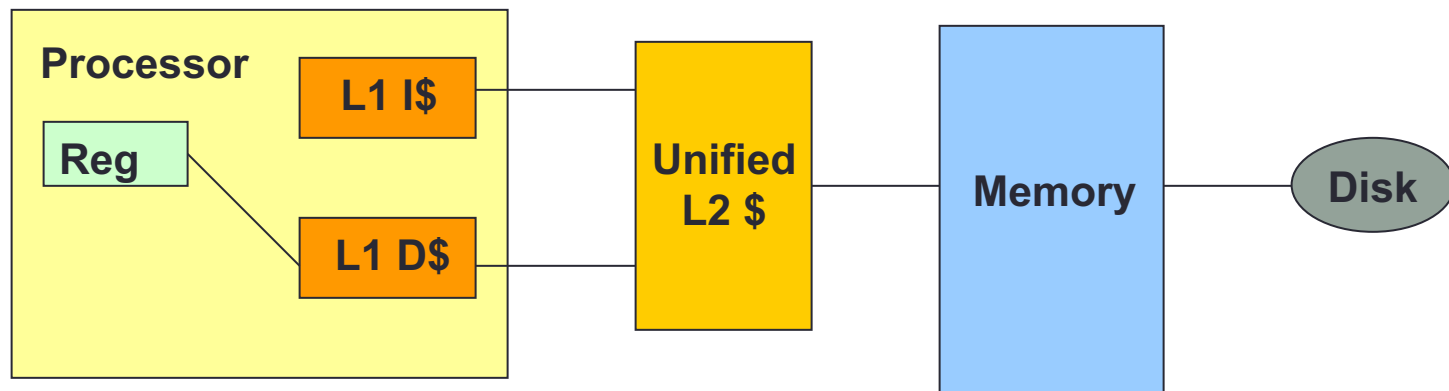 Processor
L1 I$
Reg
L1 D$
Unified
L2 $
Memory
Disk